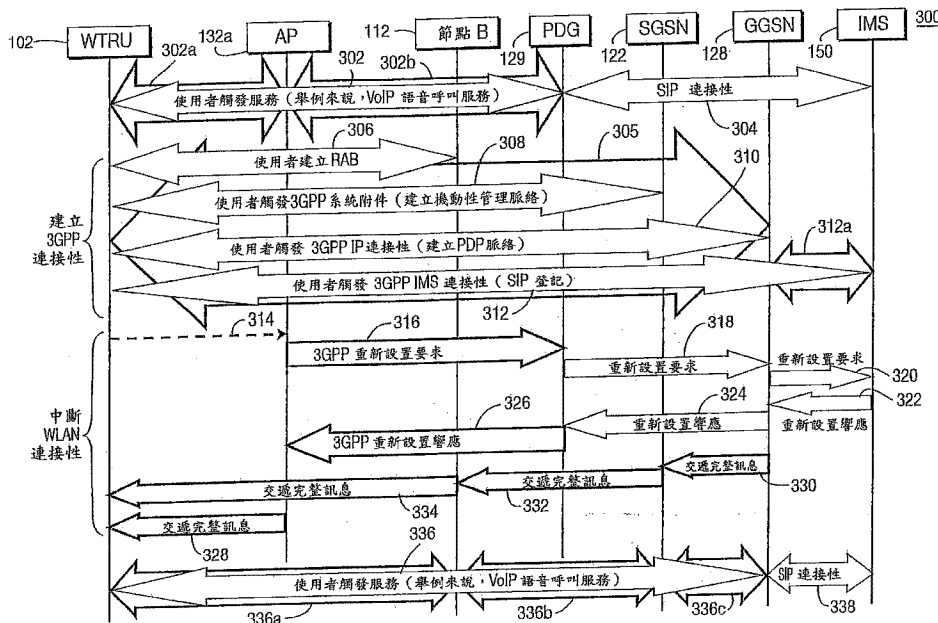 300
102
WTRU
132a
AP
112
節點 B
129
PDG
122
SGSN
128
GGSN
150
IMS
302a
302
302b
使用者觸發服務 (舉例來說，VoIP 語音呼叫服務)
SIP 連接性
304
306
308
305
310
使用者建立 RAB
使用者觸發3GPP系統附件 (建立機動性管理脈絡)
312a
使用者觸發 3GPP IP連接性 (建立PDP脈絡)
使用者觸發 3GPP IMS 連接性 (SIP 登記)
312
建立
3GPP
連接性
314
316
318
3GPP 重新設置要求
重新設置要求
重新設置要求
320
322
324
326
重新設置響應
重新設置響應
3GPP 重新設置響應
中斷
WLAN
連接性
交遞完整訊息
330
交遞完整訊息
332
交遞完整訊息
334
交遞完整訊息
328
336
使用者觸發服務 (舉例來說，VoIP 語音呼叫服務)
SIP 連接性
336a
336b
336c
338